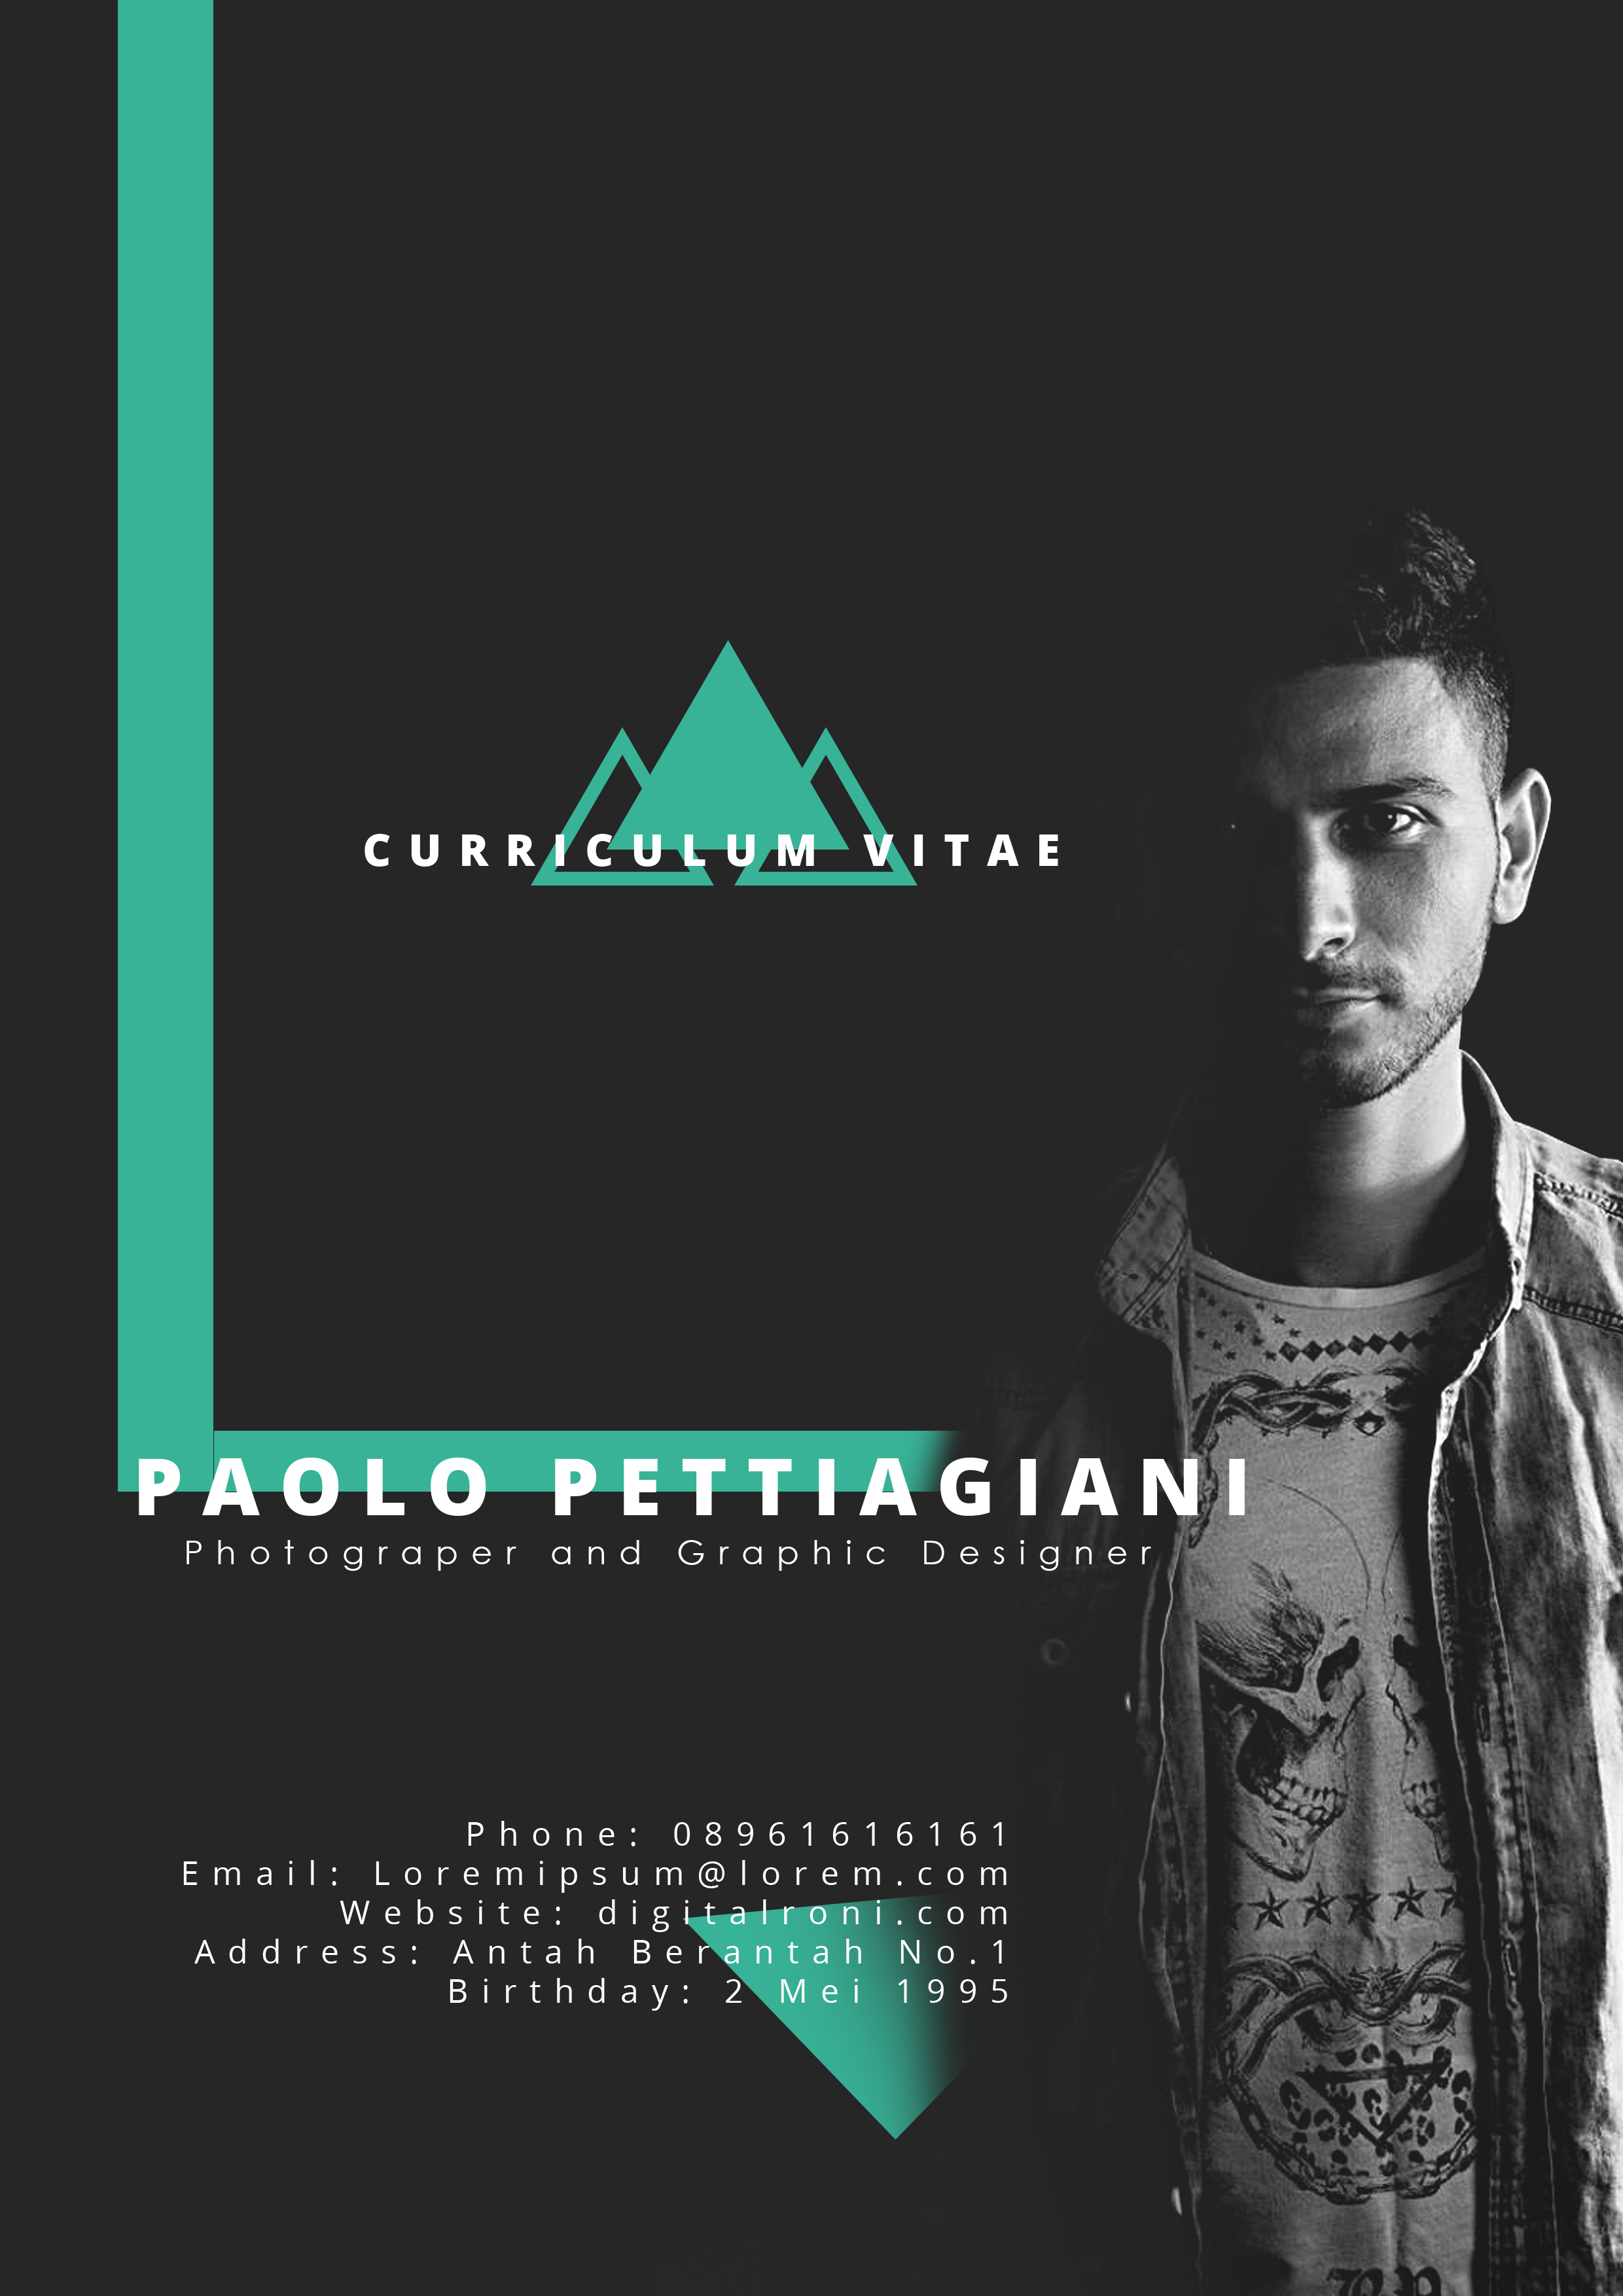 CURRICULUM VITAE
PAOLO PETTIAGIANI
Photograper and Graphic Designer
Phone: 08961616161
Email: Loremipsum@lorem.com
Website: digitalroni.com
Address: Antah Berantah No.1
Birthday: 2 Mei 1995